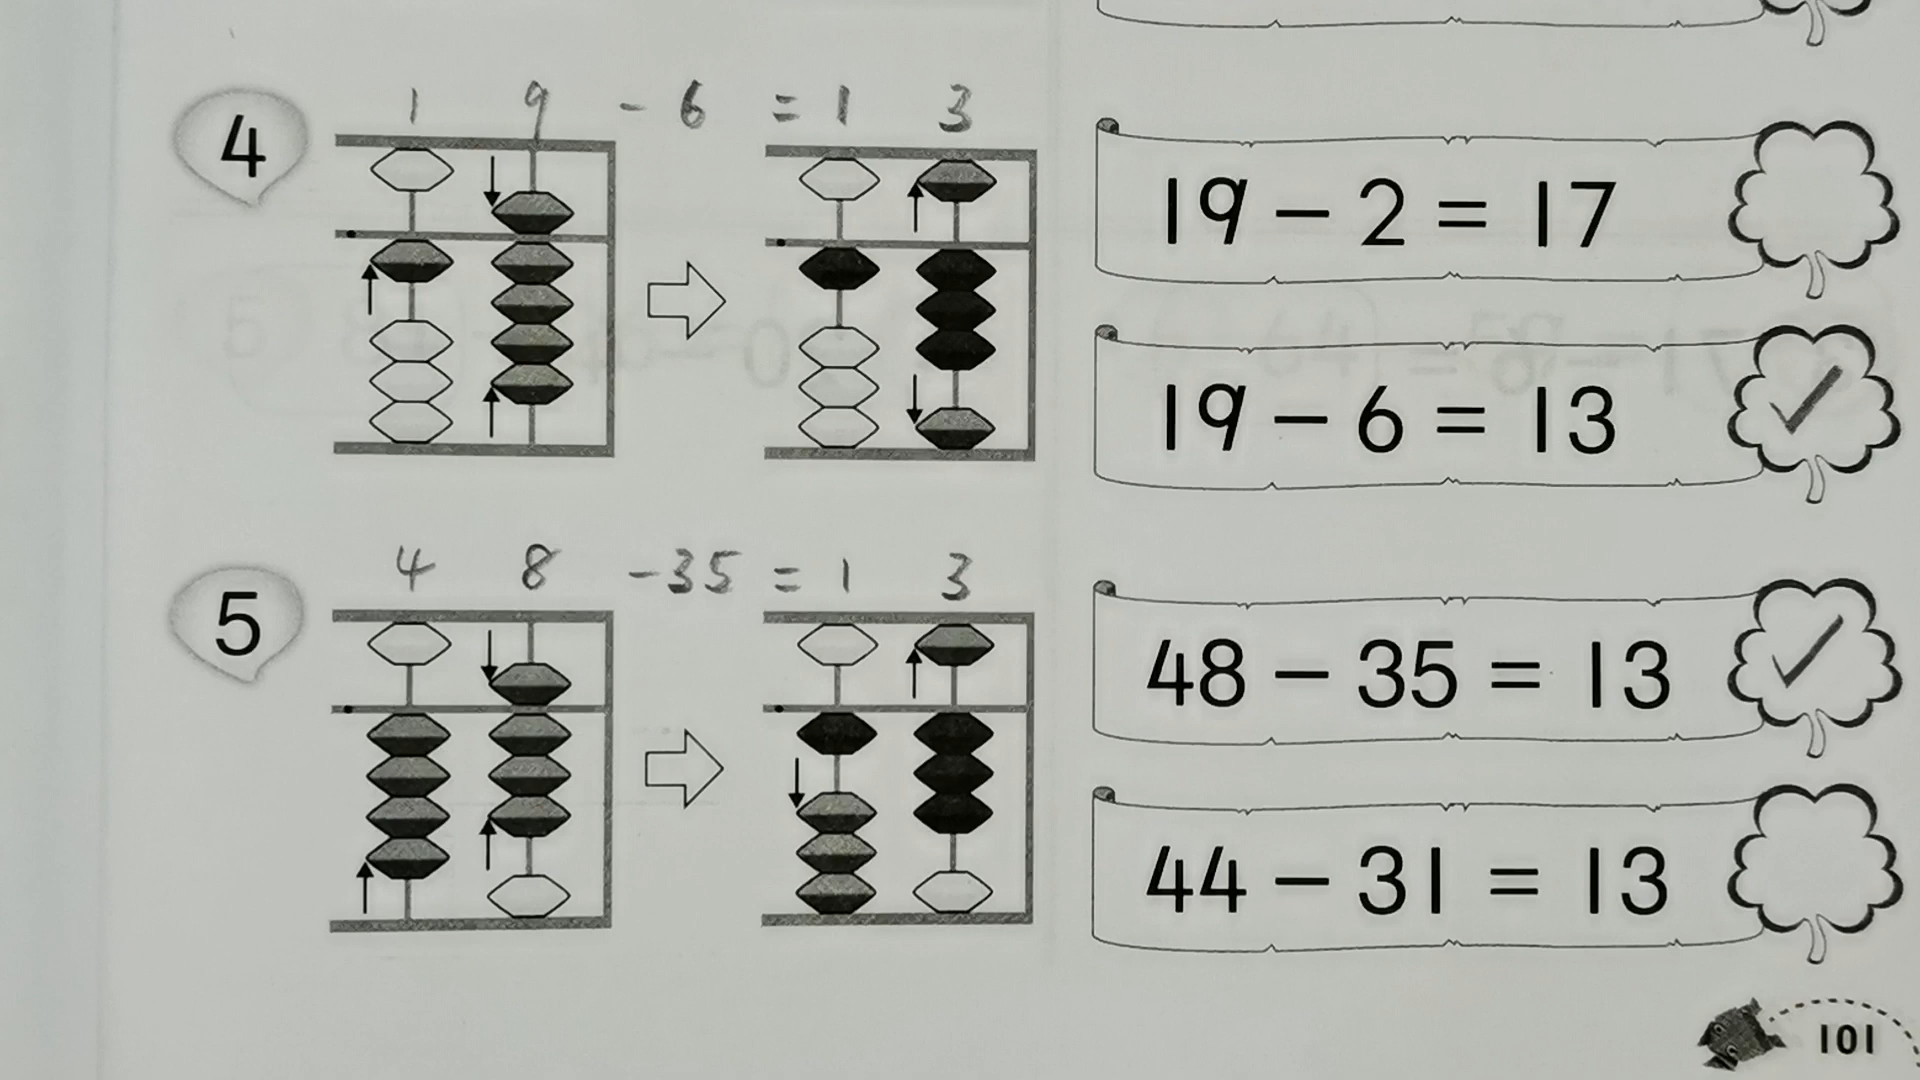 4
1 9 - 6 = 1 3
19 − 2 = 17
19 − 6 = 13
5
4 8 -35 = 1 3
48 − 35 = 13
44 − 31 = 13
101